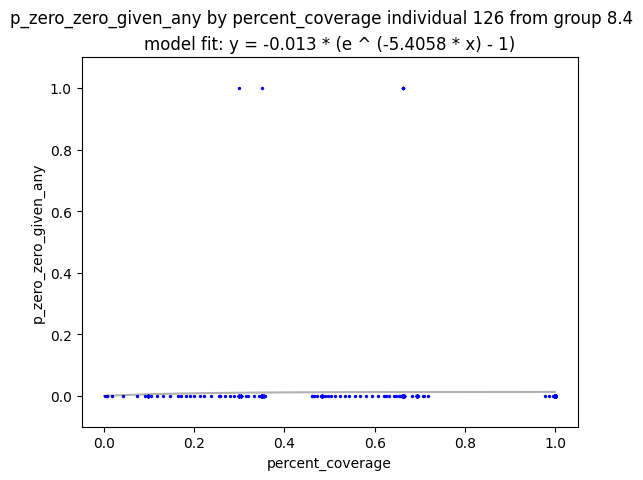 p_zero_zero_given_any by percent_coverage individual 126 from group 8.4
model fit: y = -0.013 * (e ^ (-5.4058 * x) - 1)
p_zero_zero_given_any
1.0
0.8
0.6
0.4
0.2
0.0
0.0 0.2 0.4 0.6 0.8 1.0
percent_coverage